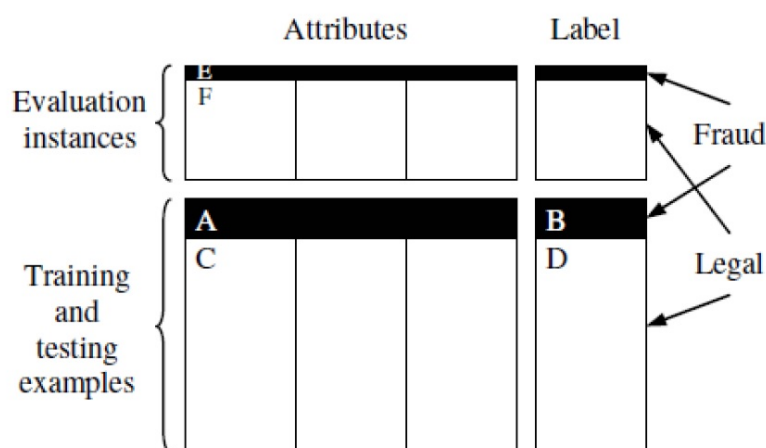 Attributes
Label
E
F
Evaluation
instances
Fraud
A
B
C
D
Legal
Training
and
testing
examples